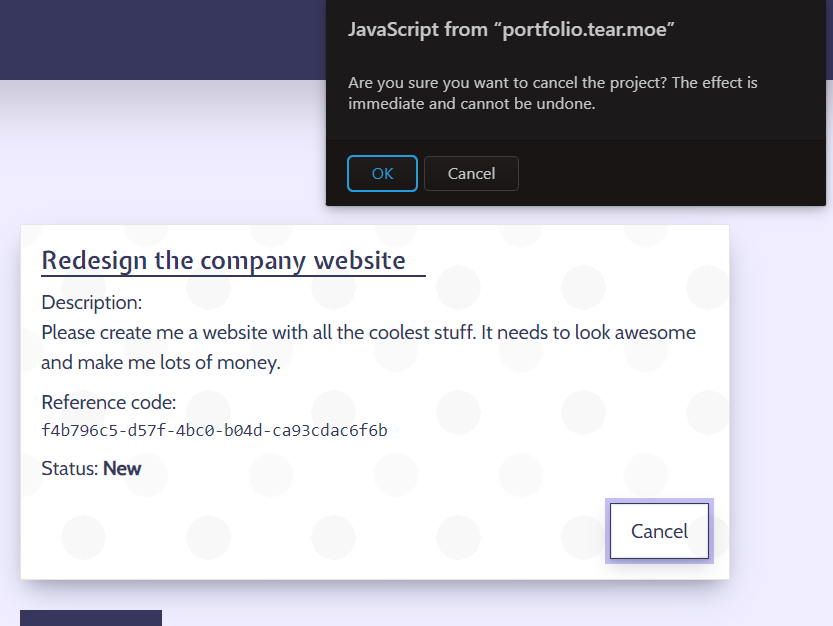 JavaScript from “portfolio.tear.moe”
Are you sure you want to cancel the project? The effect is
immediate and cannot be undone.
OK
Cancel
Redesign the company website
Description:
Please create me a website with all the coolest stuff. It needs to look awesome
and make me lots of money.
Reference code:
f4b796c5-d57f-4bc0-b04d-ca93cdac6f6b
Status: New
Cancel